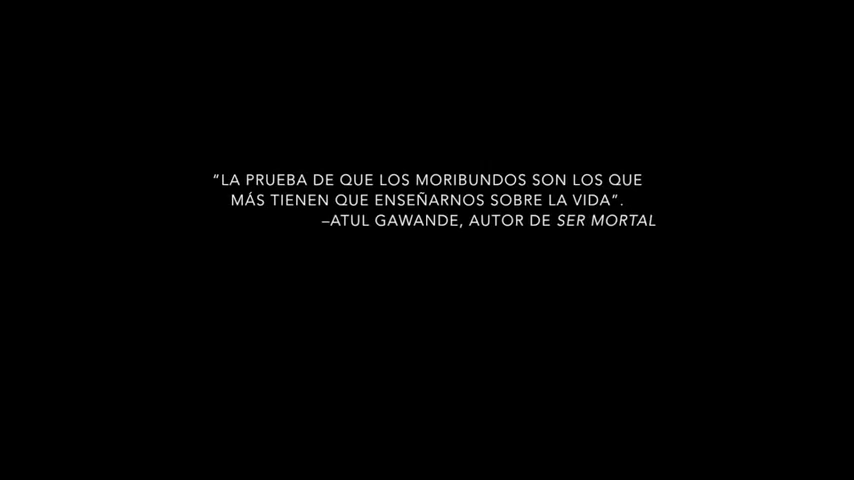 “LA PRUEBA DE QUE LOS MORIBUNDOS SON LOS QUE
MÁS TIENEN QUE ENSEÑARNOS SOBRE LA VIDA”.
–ATUL GAWANDE, AUTOR DE SER MORTAL